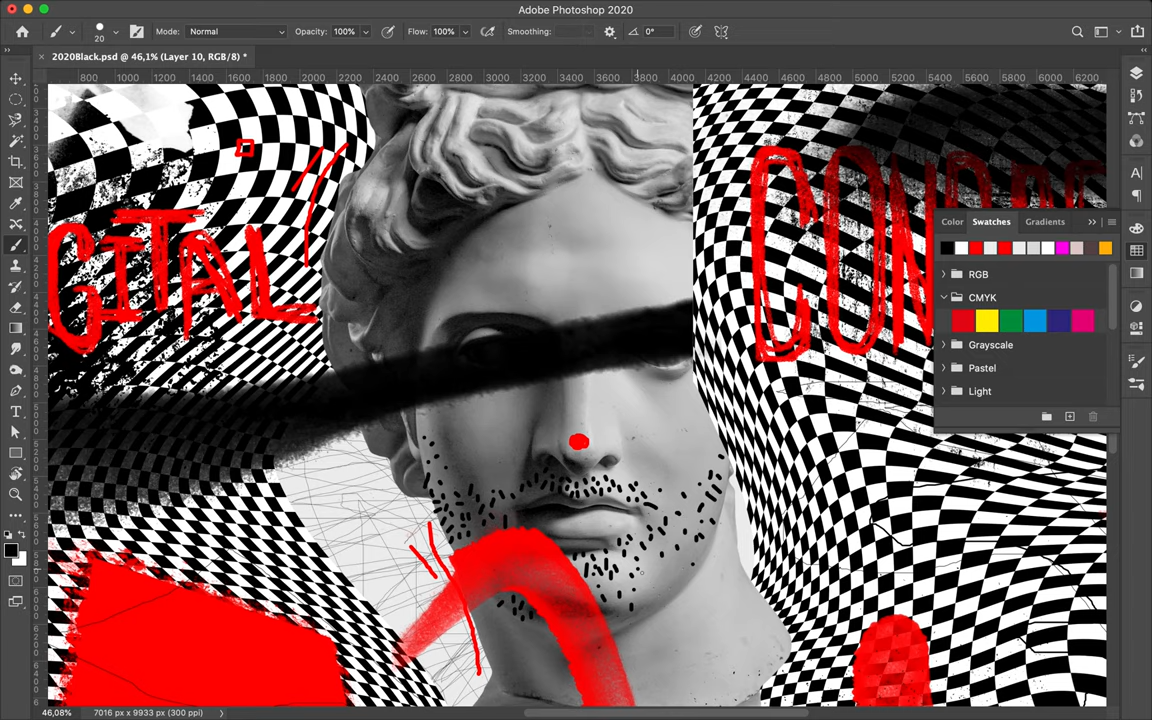 Adobe Photoshop 2020
20
Mode: Normal
Opacity: 100%
Flow: 100%
Smoothing:
0°
2020Black.psd @ 46,1% (Layer 10, RGB/8) *
800 1000 1200 1400 1600 1800 2000 2200 2400 2600 2800 3000 3200 3400 3600 3800 4000 4200 4400 4600 4800 5000 5200 5400 5600 5800 6000 6200
GITAL
Color Swatches Gradients
RGB
CMYK
Grayscale
Pastel
Light
46,08% 7016 px x 9933 px (300 ppi)